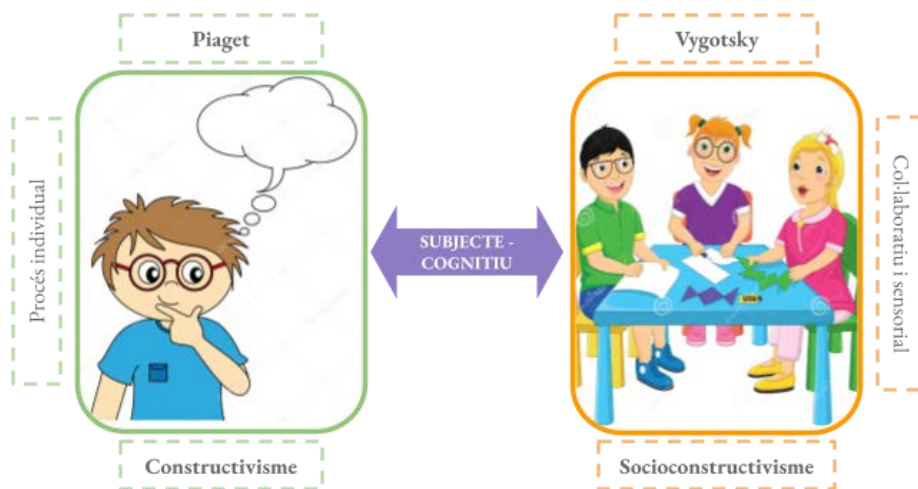 Piaget
Vygotsky
Procés individual
SUBJECTE -
COGNITIU
Col·laboratiu i sensorial
Constructivisme
Socioconstructivisme